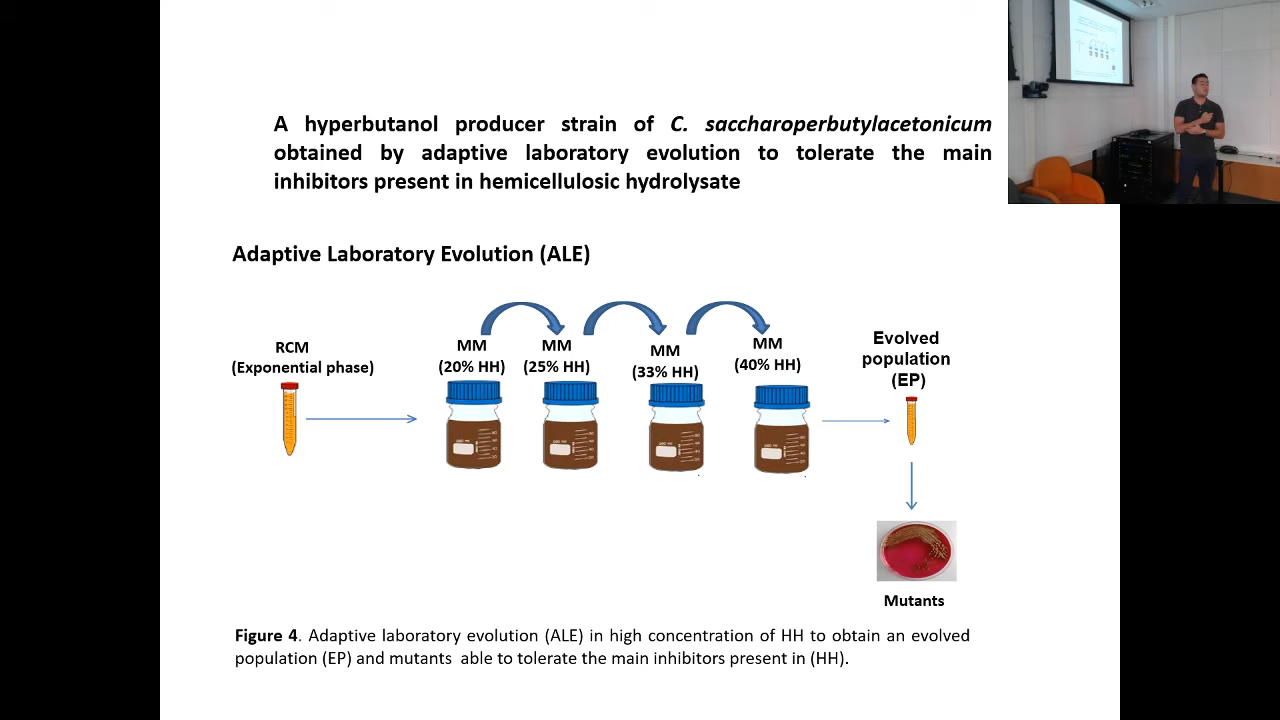 A hyperbutanol producer strain of C. saccharoperbutylacetonicum
obtained by adaptive laboratory evolution to tolerate the main
inhibitors present in hemicellulosic hydrolysate
Adaptive Laboratory Evolution (ALE)
RCM
(Exponential phase)
MM
(20% HH)
MM
(25% HH)
MM
(33% HH)
MM
(40% HH)
Evolved
population
(EP)
Mutants
Figure 4. Adaptive laboratory evolution (ALE) in high concentration of HH to obtain an evolved
population (EP) and mutants able to tolerate the main inhibitors present in (HH).